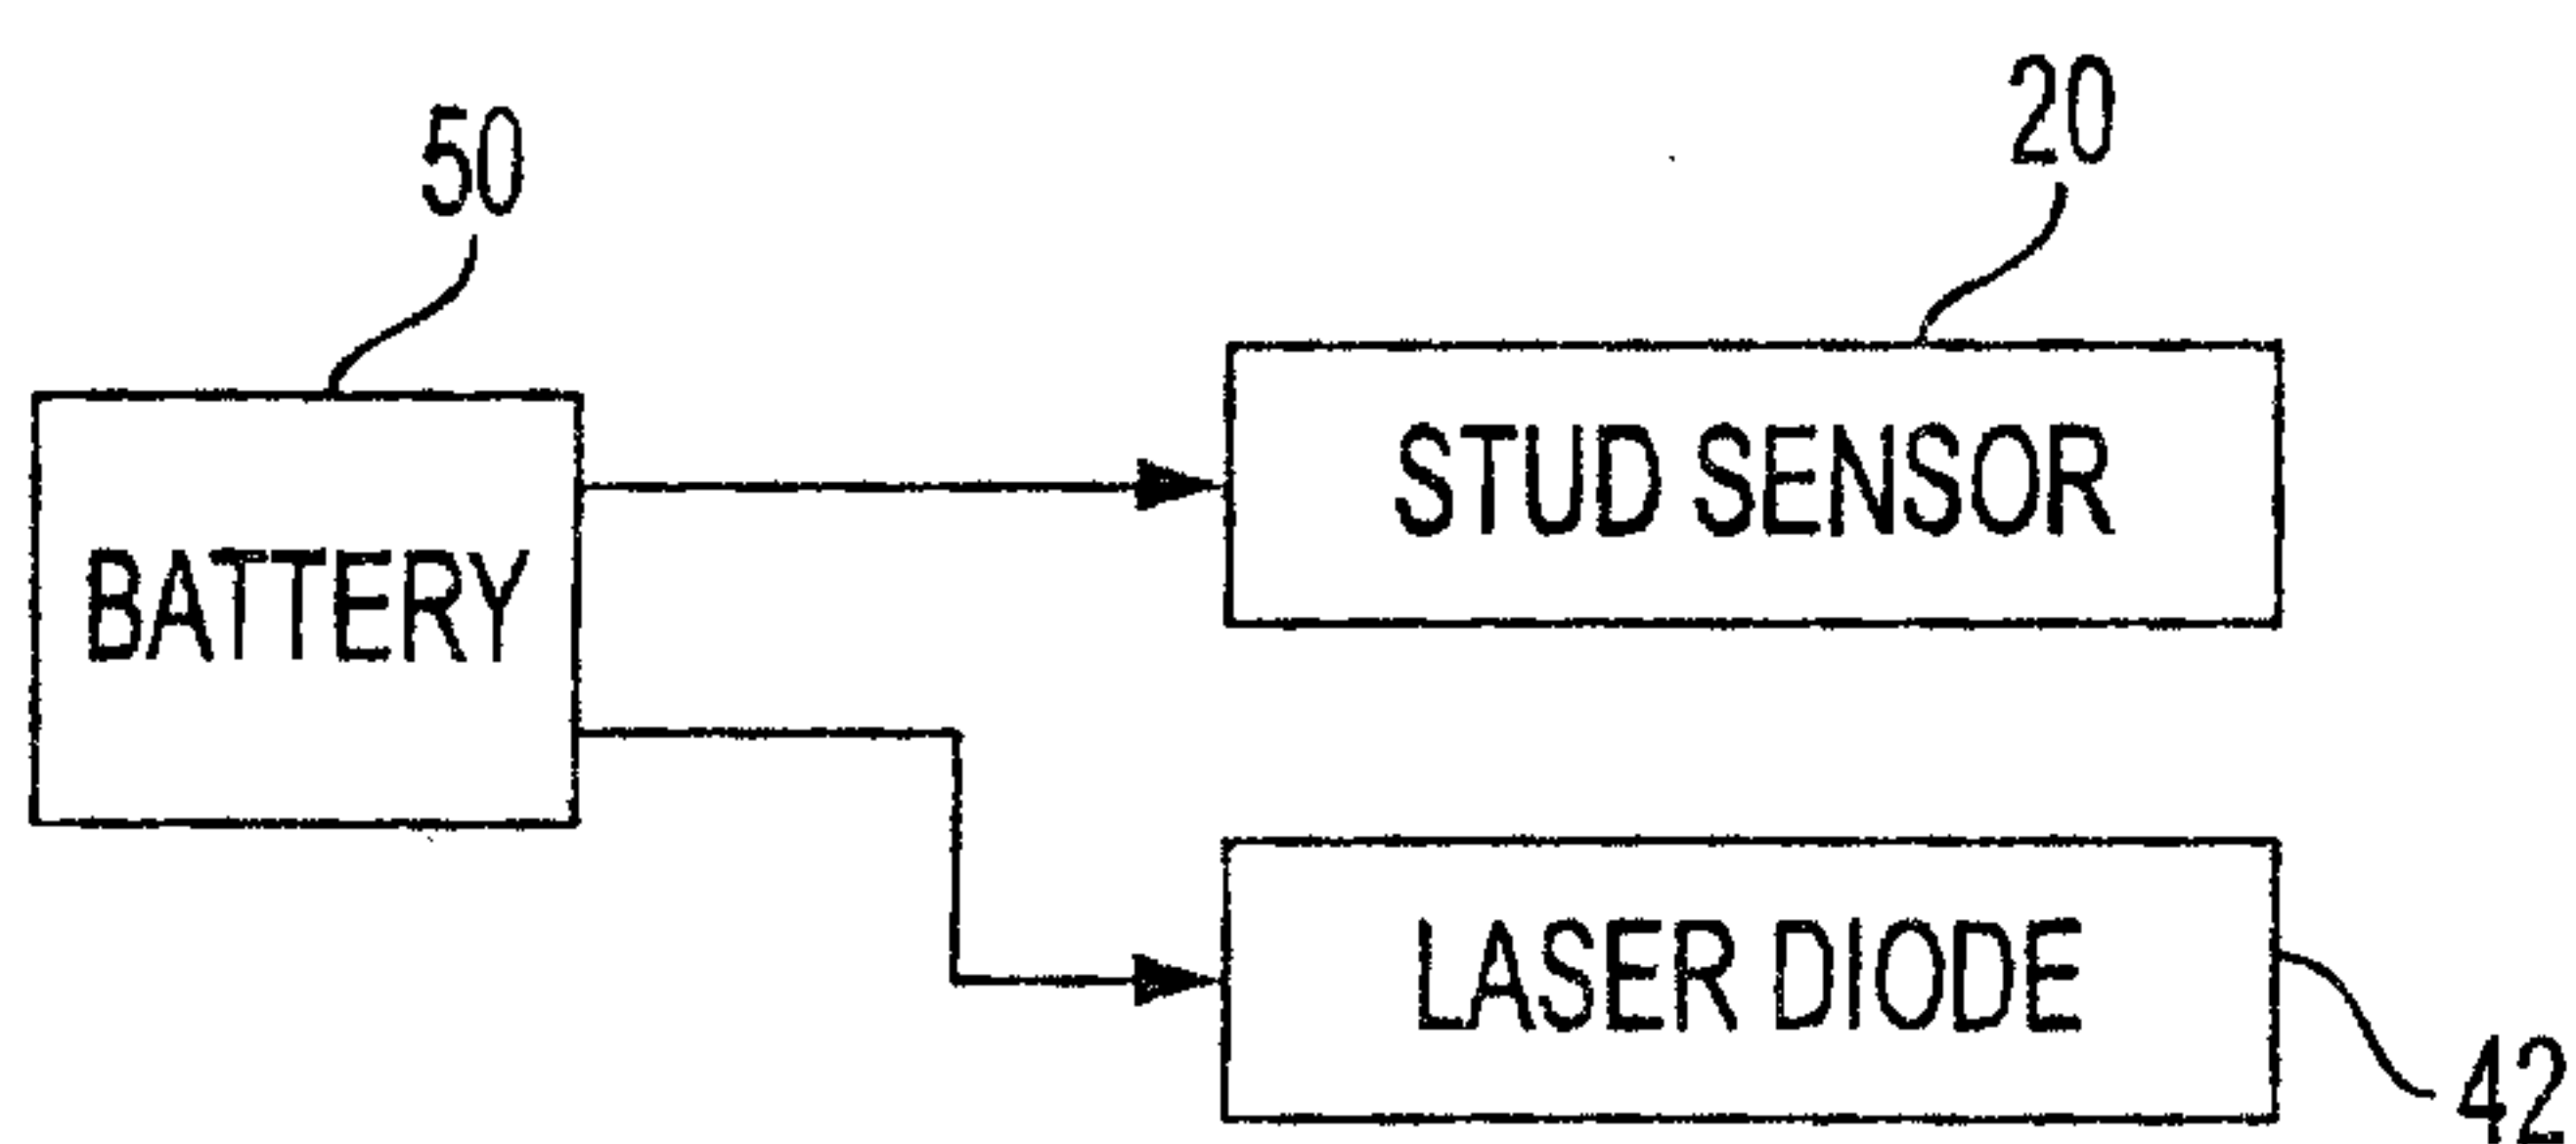 50
20
BATTERY
STUD SENSOR
LASER DIODE
42